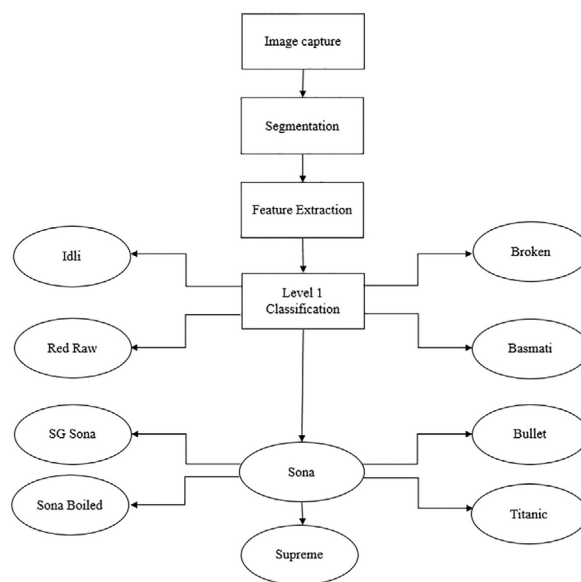 Image capture
Segmentation
Feature Extraction
Idli
Broken
Level 1
Classification
Red Raw
Basmati
SG Sona
Bullet
Sona
Sona Boiled
Titanic
Supreme